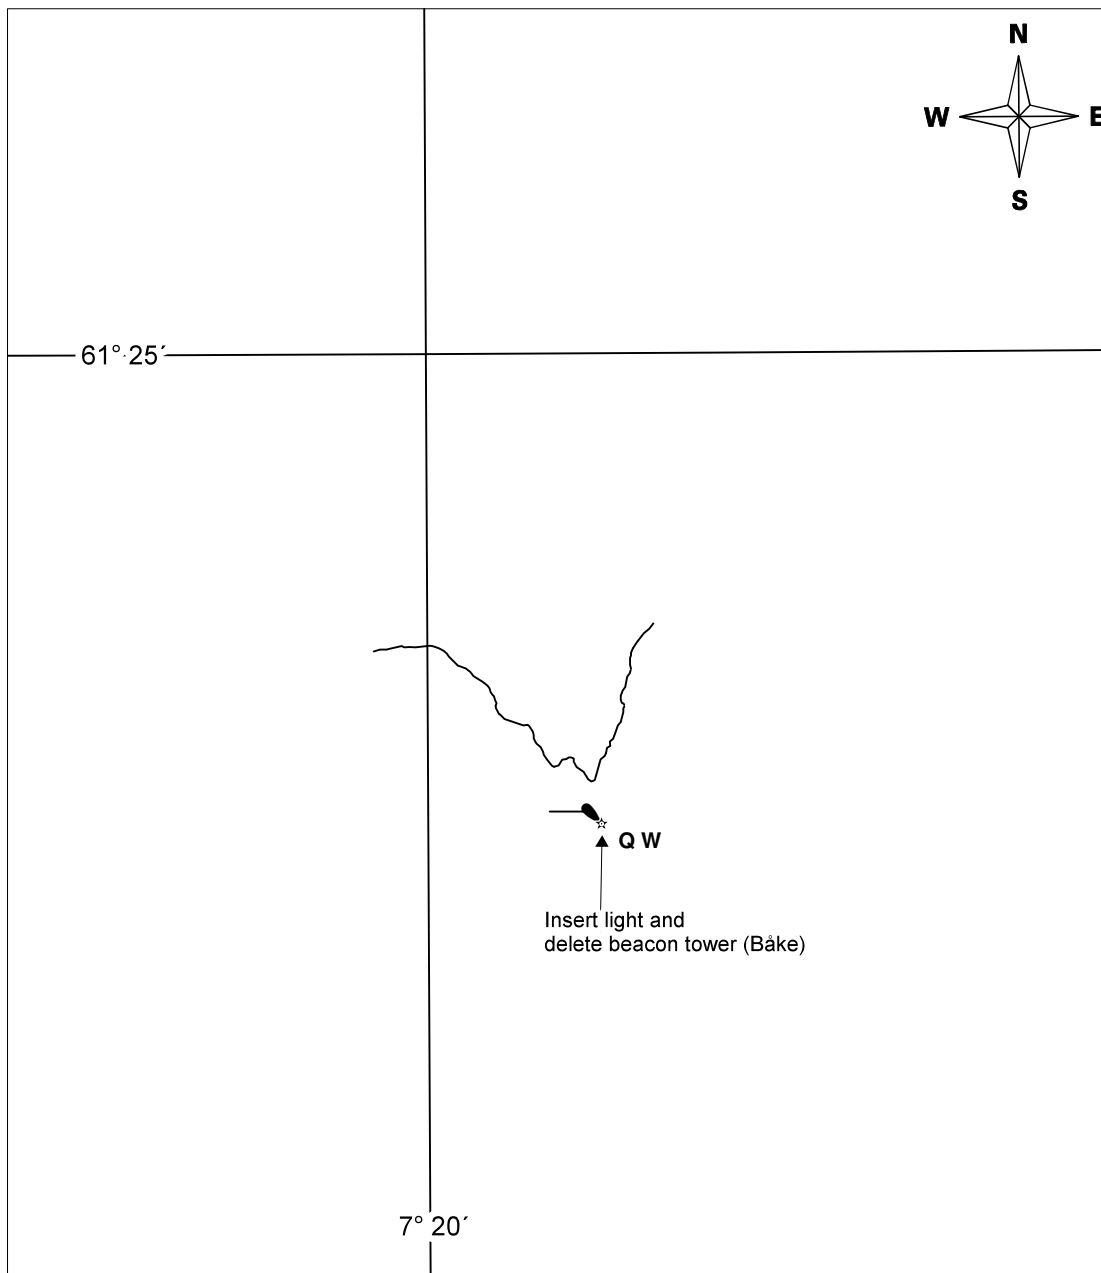 N
W E
S
61° 25´
Q W
Insert light and
delete beacon tower (Båke)
7° 20´